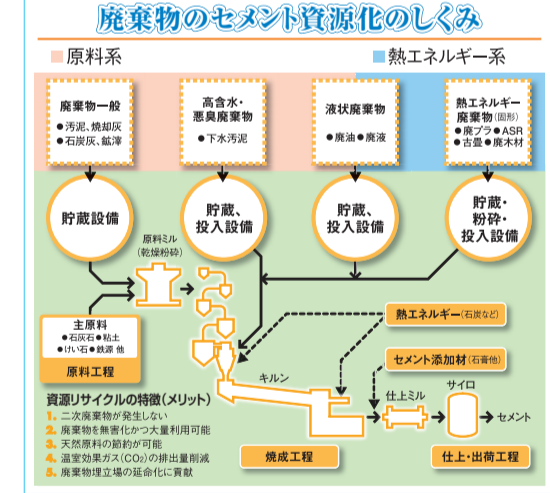 廃棄物のセメント資源化のしくみ
原料系
熱エネルギー系
廃棄物一般
●汚泥、焼却灰
●石炭灰、鉱滓
高含水・
悪臭廃棄物
●下水汚泥
液状廃棄物
●廃油●廃液
熱エネルギー
廃棄物(固形)
●廃プラ●ASR
●古畳●廃木材
貯蔵設備
貯蔵、
投入設備
貯蔵、
投入設備
貯蔵・
粉砕・
投入設備
原料ミル
(乾燥粉砕)
主原料
●石灰石●粘土
●けい石●鉄源 他
原料工程
熱エネルギー(石炭など)
セメント添加材(石膏他)
キルン
仕上ミル
サイロ
セメント
資源リサイクルの特徴(メリット)
1. 二次廃棄物が発生しない
2. 廃棄物を無害化かつ大量利用可能
3. 天然原料の節約が可能
4. 温室効果ガス(CO₂)の排出量削減
5. 廃棄物埋立場の延命化に貢献
焼成工程
仕上・出荷工程